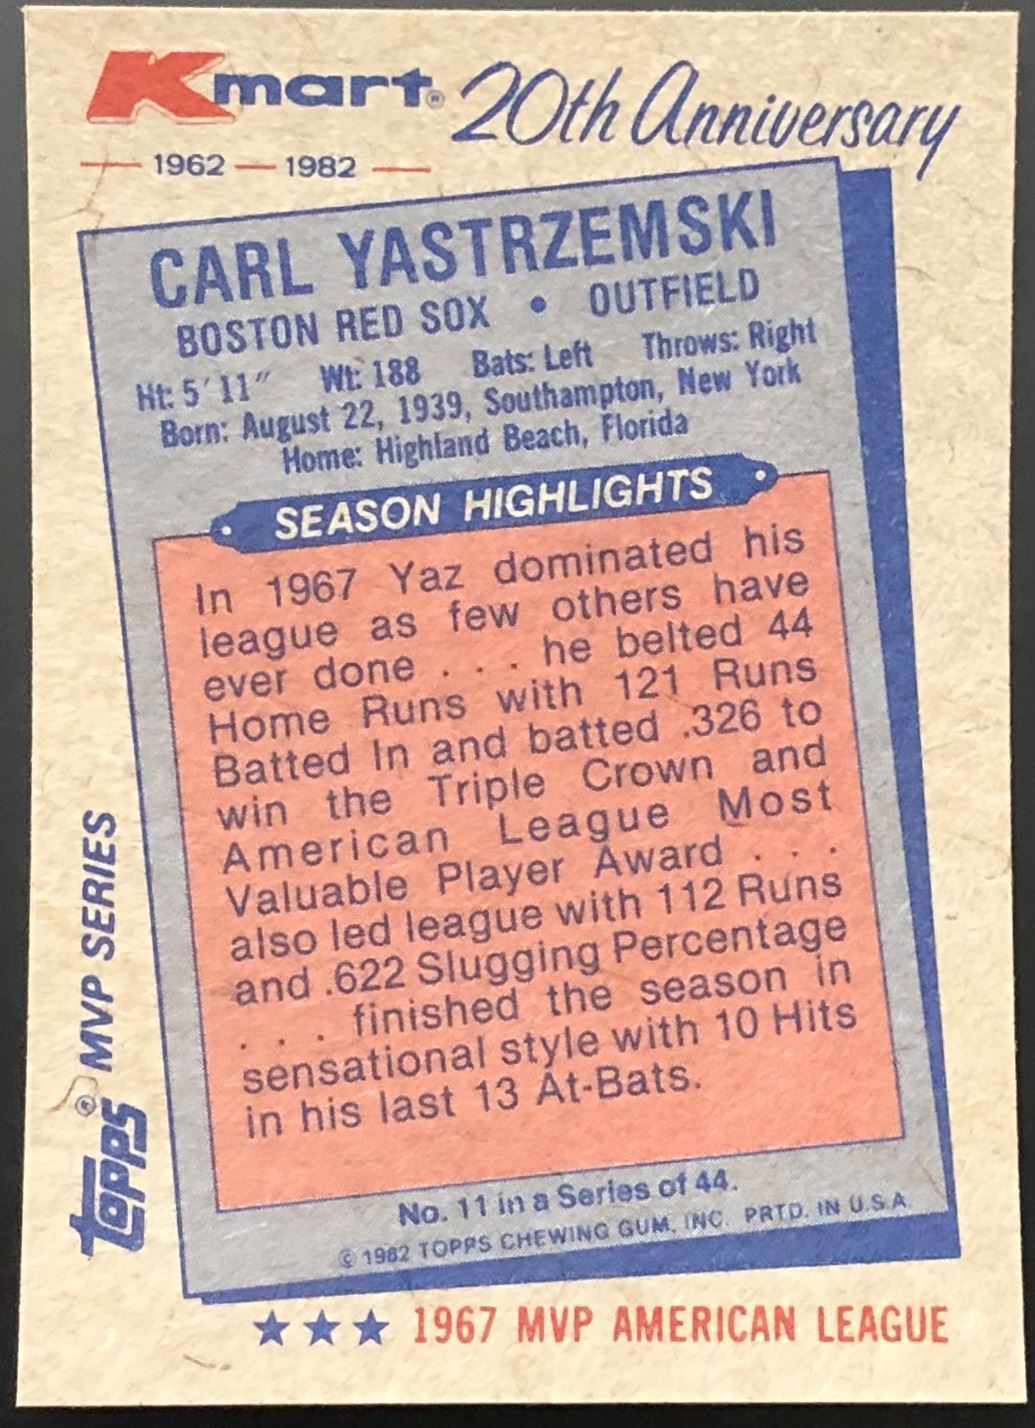 Kmart® 20th Anniversary
1962 — 1982
CARL YASTRZEMSKI
BOSTON RED SOX • OUTFIELD
Ht: 5'11" Wt: 188 Bats: Left Throws: Right
Born: August 22, 1939, Southampton, New York
Home: Highland Beach, Florida
SEASON HIGHLIGHTS
In 1967 Yaz dominated his
league as few others have
ever done . . . he belted 44
Home Runs with 121 Runs
Batted In and batted .326 to
win the Triple Crown and
American League Most
Valuable Player Award . . .
also led league with 112 Runs
and .622 Slugging Percentage
. . . finished the season in
sensational style with 10 Hits
in his last 13 At-Bats.
No. 11 in a Series of 44.
© 1982 TOPPS CHEWING GUM, INC. PRTD. IN U.S.A.
topps® MVP SERIES
★★★ 1967 MVP AMERICAN LEAGUE